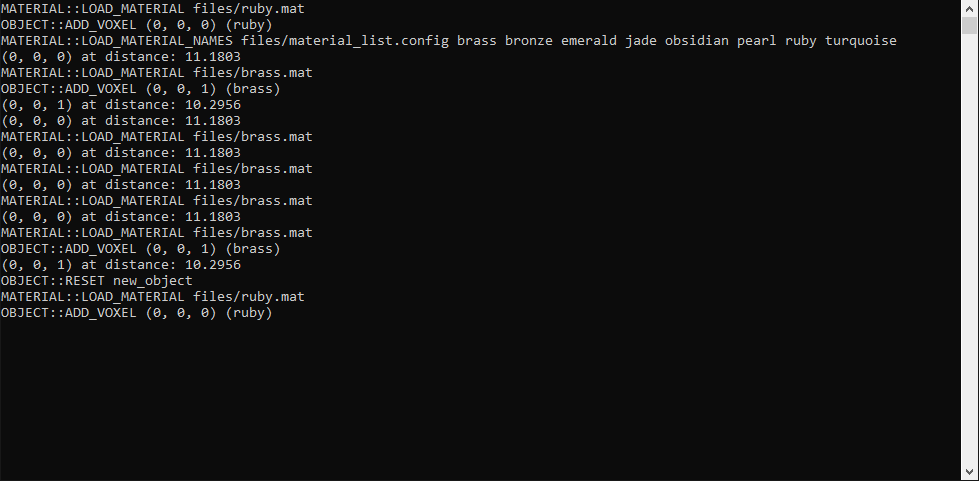 MATERIAL::LOAD_MATERIAL files/ruby.mat
OBJECT::ADD_VOXEL (0, 0, 0) (ruby)
MATERIAL::LOAD_MATERIAL_NAMES files/material_list.config brass bronze emerald jade obsidian pearl ruby turquoise
(0, 0, 0) at distance: 11.1803
MATERIAL::LOAD_MATERIAL files/brass.mat
OBJECT::ADD_VOXEL (0, 0, 1) (brass)
(0, 0, 1) at distance: 10.2956
(0, 0, 0) at distance: 11.1803
MATERIAL::LOAD_MATERIAL files/brass.mat
(0, 0, 0) at distance: 11.1803
MATERIAL::LOAD_MATERIAL files/brass.mat
(0, 0, 0) at distance: 11.1803
MATERIAL::LOAD_MATERIAL files/brass.mat
(0, 0, 0) at distance: 11.1803
MATERIAL::LOAD_MATERIAL files/brass.mat
OBJECT::ADD_VOXEL (0, 0, 1) (brass)
(0, 0, 1) at distance: 10.2956
OBJECT::RESET new_object
MATERIAL::LOAD_MATERIAL files/ruby.mat
OBJECT::ADD_VOXEL (0, 0, 0) (ruby)